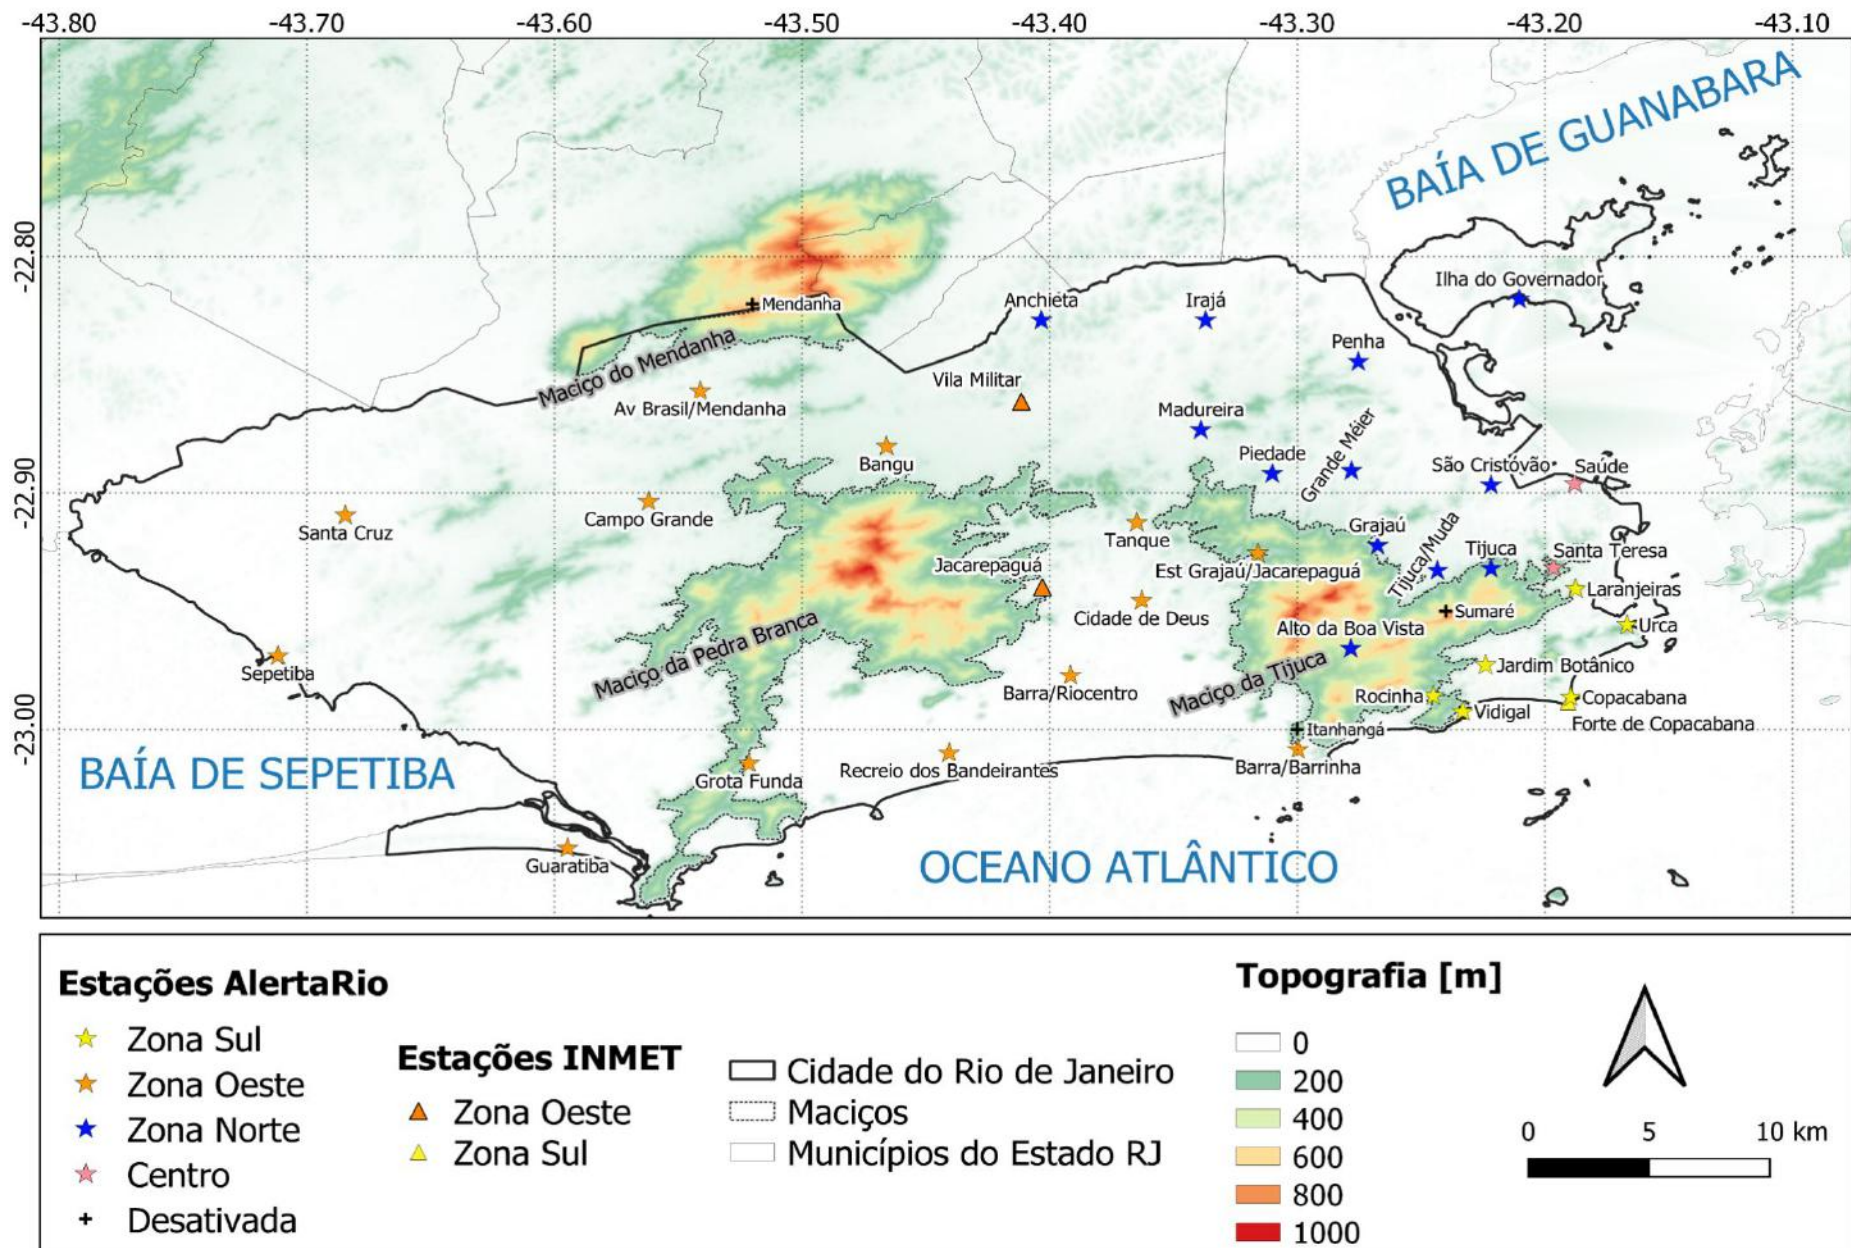 -43.80 -43.70 -43.60 -43.50 -43.40 -43.30 -43.20 -43.10
BAÍA DE GUANABARA
-22.80
Ilha do Governador
Mendanha
Anchieta
Irajá
Maciço do Mendanha
Penha
Vila Militar
Av Brasil/Mendanha
Madureira
Grande Méier
Bangu
Piedade
São Cristóvão
Saúde
-22.90
Campo Grande
Santa Cruz
Tanque
Grajaú
Tijuca/Muda
Tijuca
Santa Teresa
Jacarepaguá
Est Grajaú/Jacarepaguá
Laranjeiras
Cidade de Deus
Sumaré
Alto da Boa Vista
Urca
Maciço da Pedra Branca
Sepetiba
Jardim Botânico
Maciço da Tijuca
Barra/Riocentro
Rocinha
Copacabana
Vidigal
Forte de Copacabana
-23.00
Itanhangá
BAÍA DE SEPETIBA
Grota Funda
Recreio dos Bandeirantes
Barra/Barrinha
Guaratiba
OCEANO ATLÂNTICO
Estações AlertaRio
Zona Sul
Zona Oeste
Zona Norte
Centro
Desativada
Estações INMET
Zona Oeste
Zona Sul
Cidade do Rio de Janeiro
Maciços
Municípios do Estado RJ
Topografia [m]
0
200
400
600
800
1000
0 5 10 km